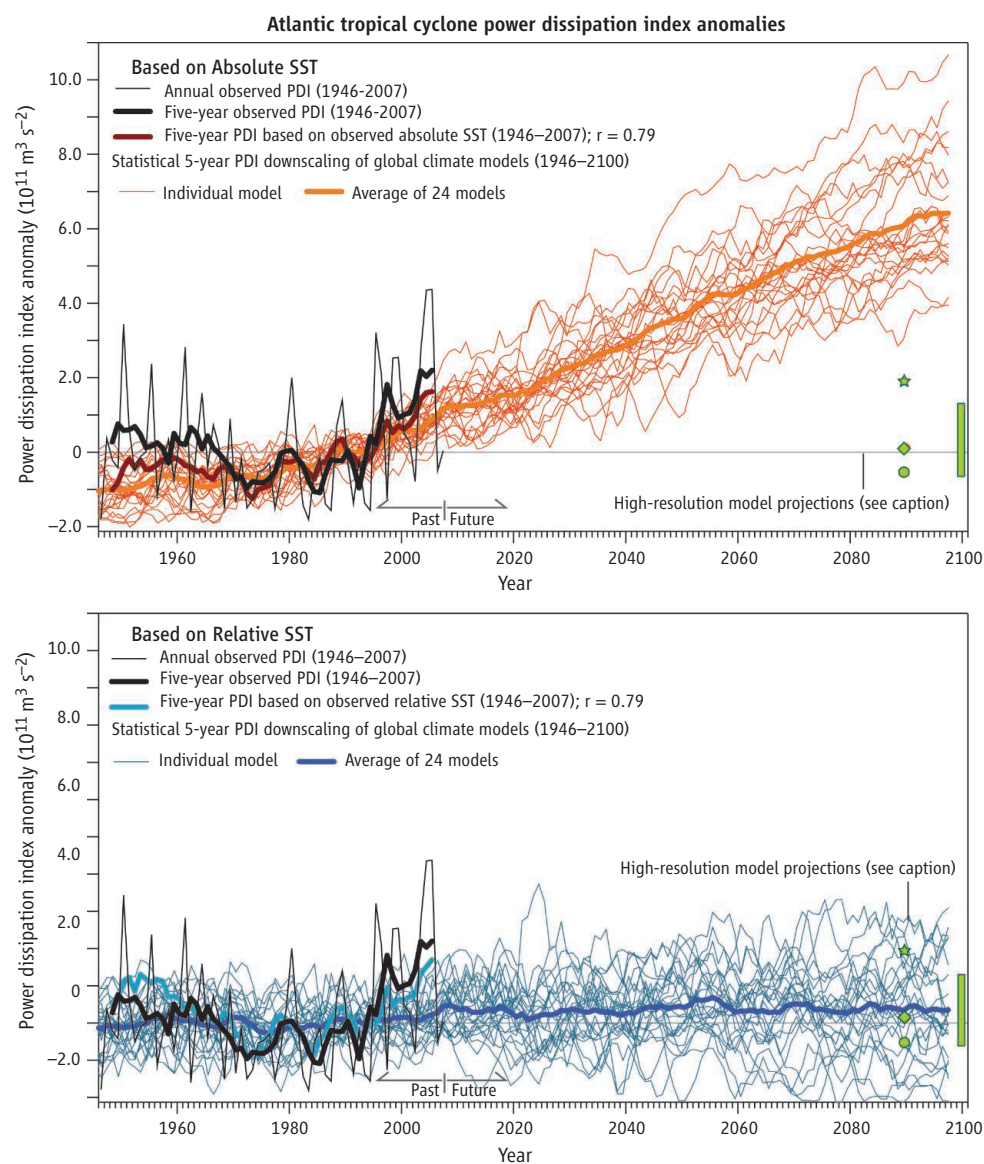 Atlantic tropical cyclone power dissipation index anomalies
Based on Absolute SST
Annual observed PDI (1946-2007)
Five-year observed PDI (1946-2007)
Five-year PDI based on observed absolute SST (1946–2007); r = 0.79
Statistical 5-year PDI downscaling of global climate models (1946–2100)
Individual model
Average of 24 models
Power dissipation index anomaly (10¹¹ m³ s⁻²)
10.0
8.0
6.0
4.0
2.0
0
–2.0
High-resolution model projections (see caption)
Past
Future
1960
1980
2000
2020
2040
2060
2080
2100
Year
Based on Relative SST
Annual observed PDI (1946–2007)
Five-year observed PDI (1946–2007)
Five-year PDI based on observed relative SST (1946–2007); r = 0.79
Statistical 5-year PDI downscaling of global climate models (1946–2100)
Individual model
Average of 24 models
Power dissipation index anomaly (10¹¹ m³ s⁻²)
10.0
8.0
6.0
4.0
2.0
0
–2.0
High-resolution model projections (see caption)
Past
Future
1960
1980
2000
2020
2040
2060
2080
2100
Year